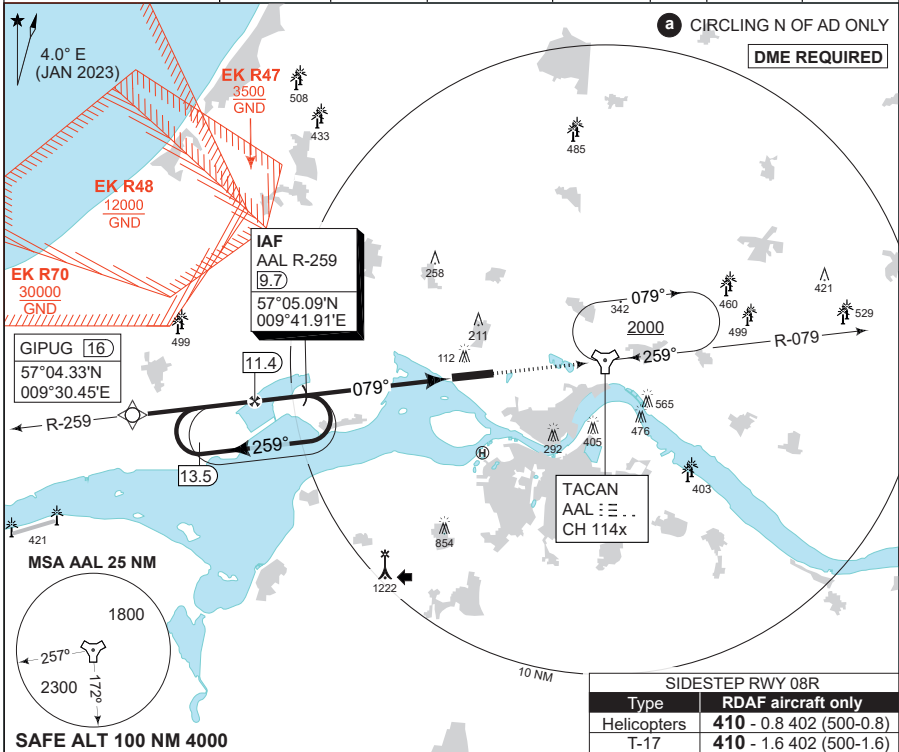 a CIRCLING N OF AD ONLY
DME REQUIRED
4.0° E
(JAN 2023)
EK R47
3500
GND
508
433
485
EK R48
12000
GND
EK R70
30000
GND
499
IAF
AAL R-259
9.7
57°05.09'N
009°41.91'E
258
211
112
342
079°
2000
259°
460
499
421
529
R-079
GIPUG 16
57°04.33'N
009°30.45'E
11.4
079°
R-259
259°
13.5
292
405
476
565
403
H
TACAN
AAL
CH 114x
421
854
1222
MSA AAL 25 NM
1800
257°
172°
2300
SAFE ALT 100 NM 4000
10 NM
SIDESTEP RWY 08R
Type RDAF aircraft only
Helicopters 410 - 0.8 402 (500-0.8)
T-17 410 - 1.6 402 (500-1.6)